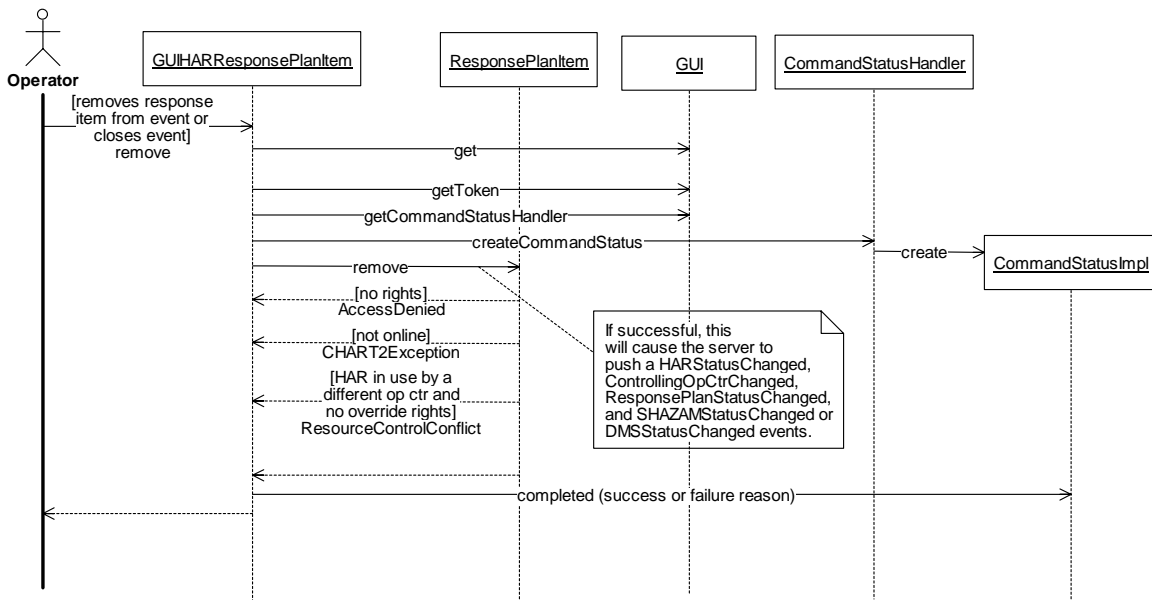 GUIHARResponsePlanItem
ResponsePlanItem
GUI
CommandStatusHandler
Operator
[removes response
item from event or
closes event]
remove
get
getToken
getCommandStatusHandler
createCommandStatus
create
CommandStatusImpl
remove
[no rights]
AccessDenied
[not online]
CHART2Exception
[HAR in use by a
different op ctr and
no override rights]
ResourceControlConflict
If successful, this
will cause the server to
push a HARStatusChanged,
ControllingOpCtrChanged,
ResponsePlanStatusChanged,
and SHAZAMStatusChanged or
DMSStatusChanged events.
completed (success or failure reason)